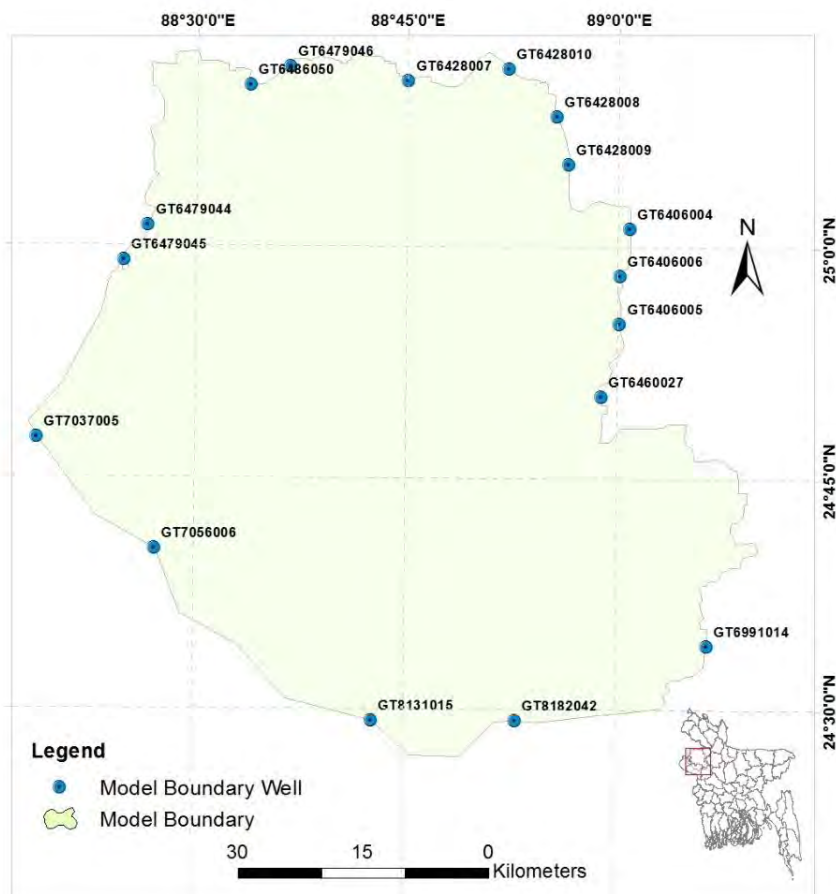 88°30'0"E 88°45'0"E 89°0'0"E
GT6479046
GT6428010
GT6486050
GT6428007
GT6428008
GT6428009
GT6479044
GT6406004
N
GT6479045
25°0'0"N
GT6406006
GT6406005
GT6460027
GT7037005
24°45'0"N
GT7056006
GT6991014
GT8131015
GT8182042
24°30'0"N
Legend
Model Boundary Well
Model Boundary
30 15 0
Kilometers